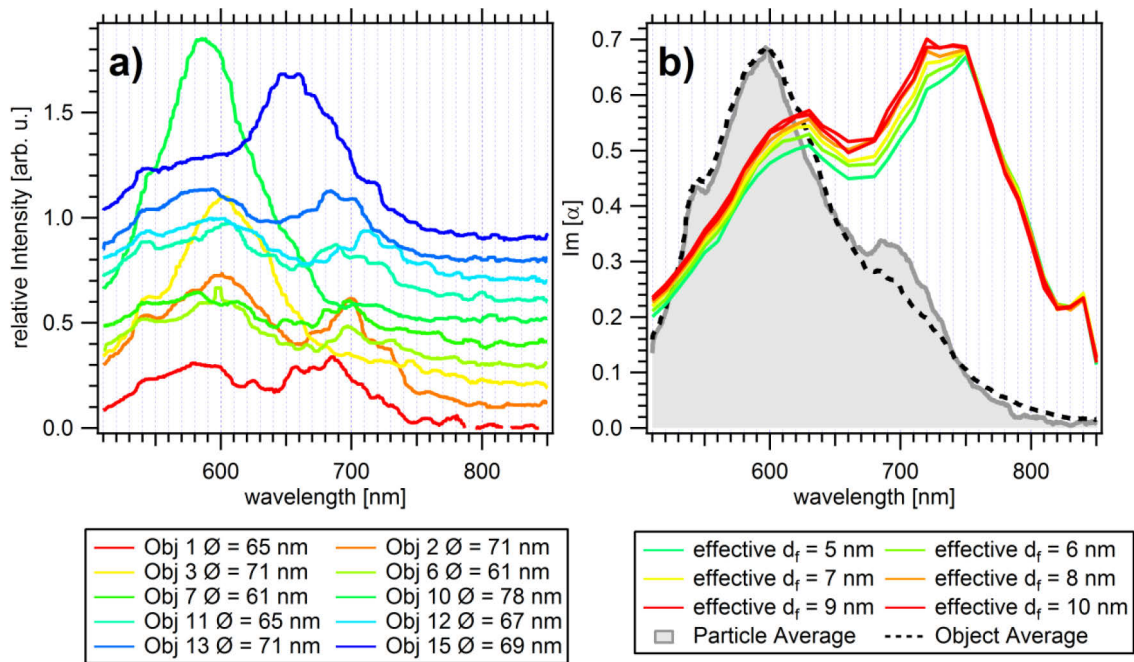 a)
relative Intensity [arb. u.]
1.5
1.0
0.5
0.0
600
700
800
wavelength [nm]
Obj 1 Ø = 65 nm
Obj 2 Ø = 71 nm
Obj 3 Ø = 71 nm
Obj 6 Ø = 61 nm
Obj 7 Ø = 61 nm
Obj 10 Ø = 78 nm
Obj 11 Ø = 65 nm
Obj 12 Ø = 67 nm
Obj 13 Ø = 71 nm
Obj 15 Ø = 69 nm
b)
Im [α]
0.7
0.6
0.5
0.4
0.3
0.2
0.1
0.0
600
700
800
wavelength [nm]
effective d_f = 5 nm
effective d_f = 6 nm
effective d_f = 7 nm
effective d_f = 8 nm
effective d_f = 9 nm
effective d_f = 10 nm
Particle Average
Object Average